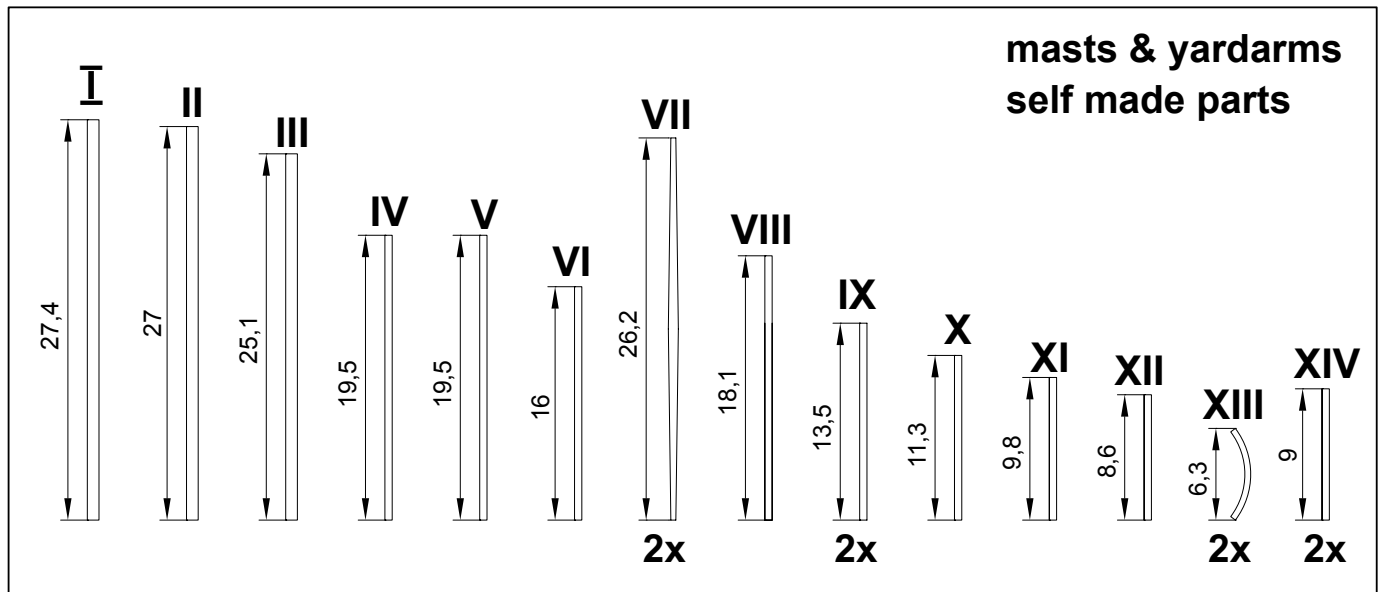 masts & yardarms
self made parts
I
II
III
IV
V
VI
VII
VIII
IX
X
XI
XII
XIII
XIV
27,4
27
25,1
19,5
19,5
16
26,2
18,1
13,5
11,3
9,8
8,6
6,3
9
2x
2x
2x
2x